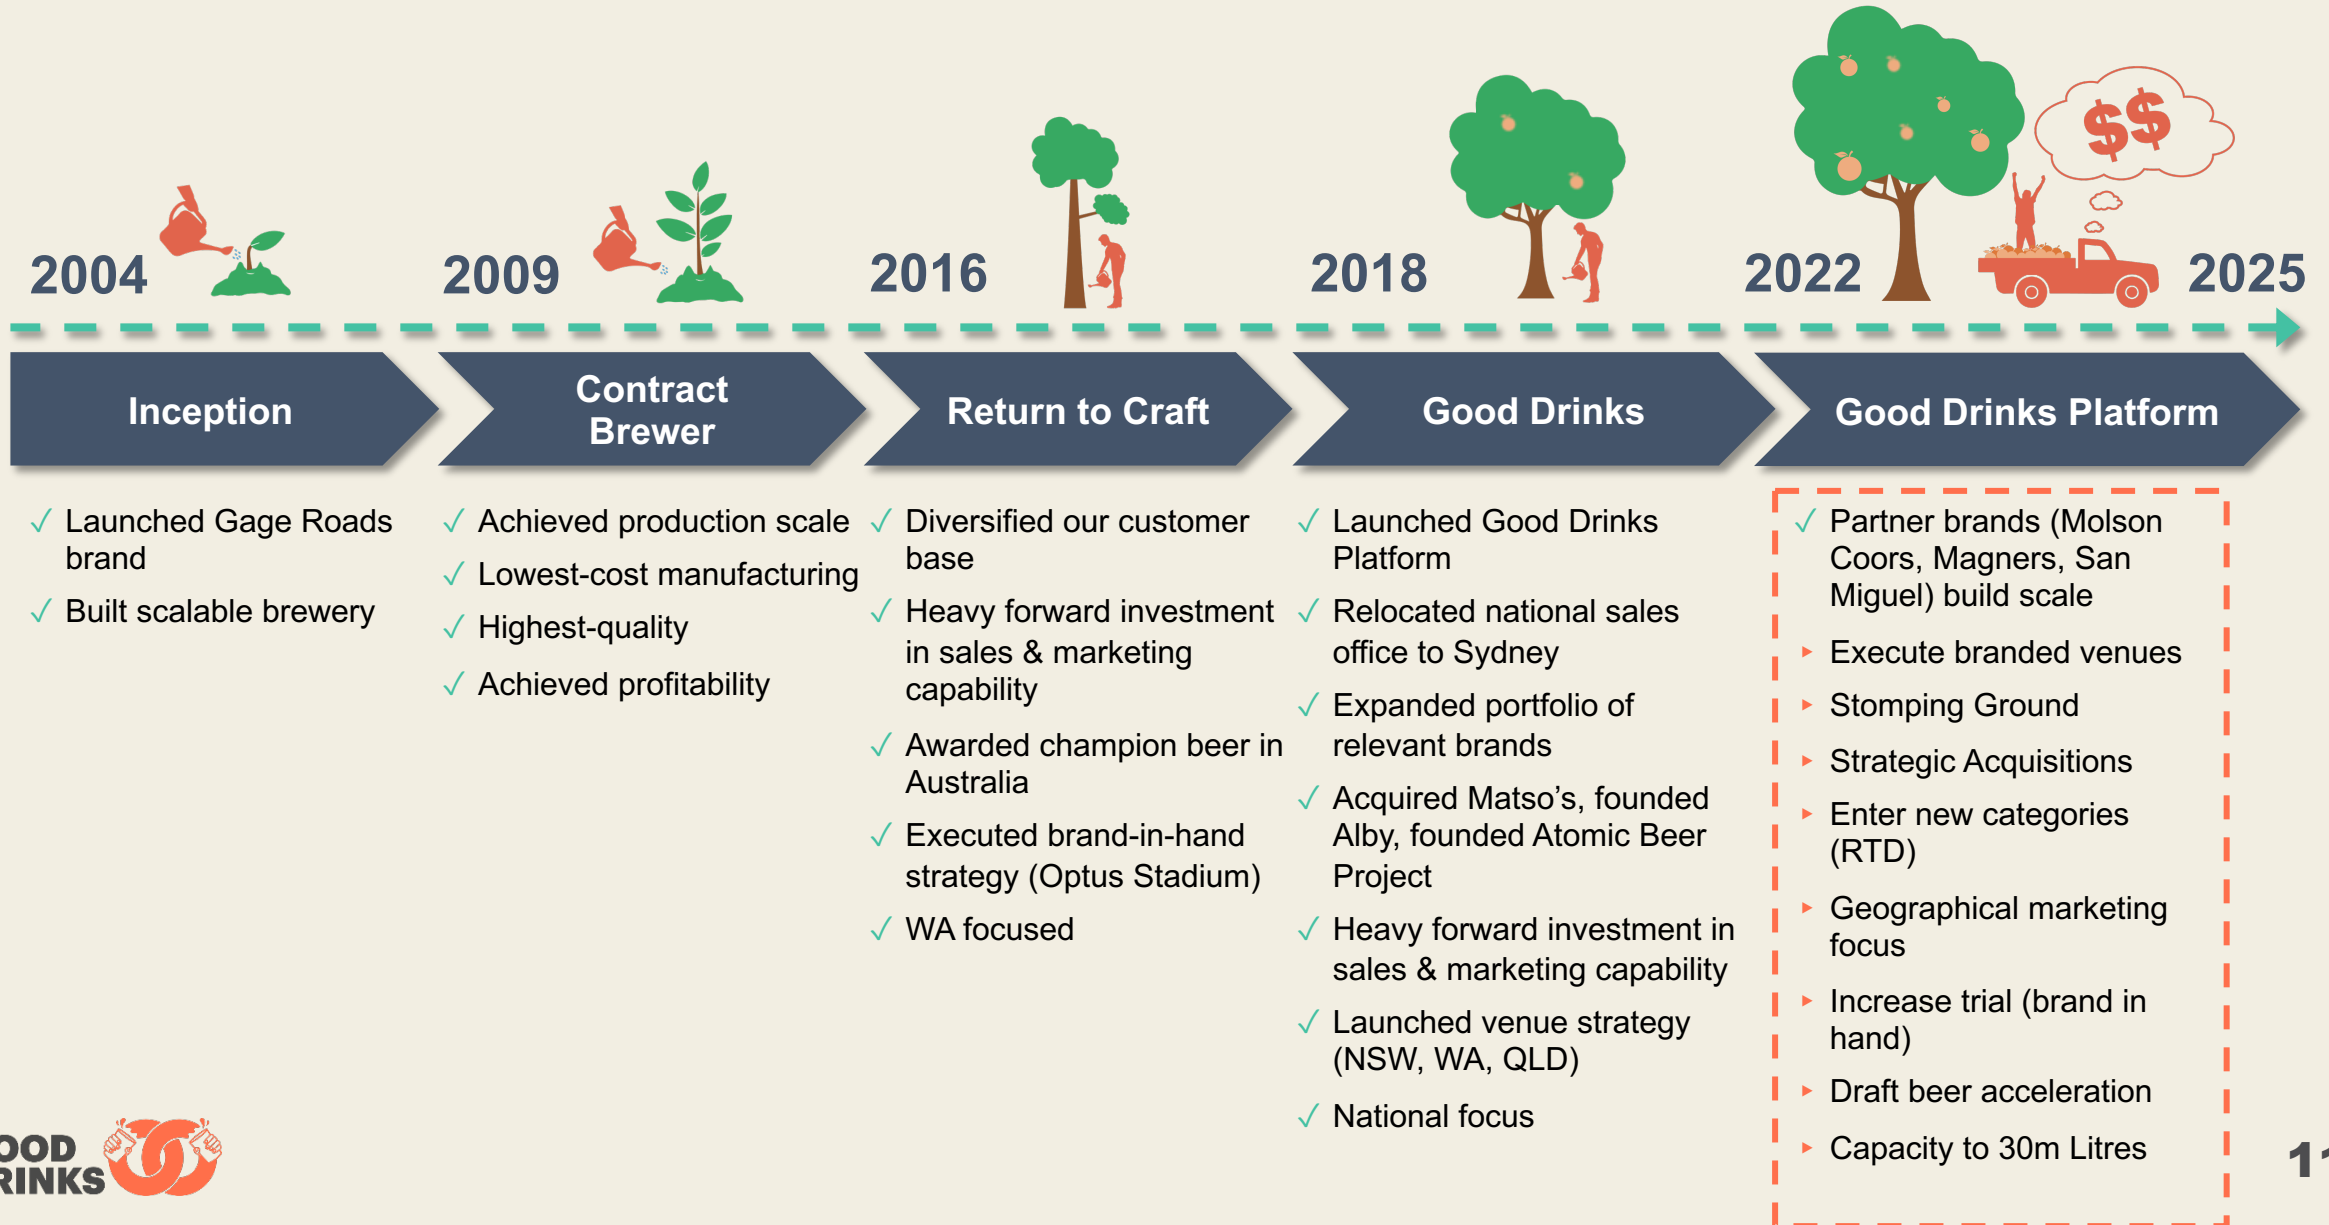 $$
2004
2009
2016
2018
2022
2025
Inception
Contract
Brewer
Return to Craft
Good Drinks
Good Drinks Platform
✓ Launched Gage Roads
brand
✓ Built scalable brewery
✓ Achieved production scale
✓ Lowest-cost manufacturing
✓ Highest-quality
✓ Achieved profitability
✓ Diversified our customer
base
✓ Heavy forward investment
in sales & marketing
capability
✓ Awarded champion beer in
Australia
✓ Executed brand-in-hand
strategy (Optus Stadium)
✓ WA focused
✓ Launched Good Drinks
Platform
✓ Relocated national sales
office to Sydney
✓ Expanded portfolio of
relevant brands
✓ Acquired Matso’s, founded
Alby, founded Atomic Beer
Project
✓ Heavy forward investment in
sales & marketing capability
✓ Launched venue strategy
(NSW, WA, QLD)
✓ National focus
✓ Partner brands (Molson
Coors, Magners, San
Miguel) build scale
▸ Execute branded venues
▸ Stomping Ground
▸ Strategic Acquisitions
▸ Enter new categories
(RTD)
▸ Geographical marketing
focus
▸ Increase trial (brand in
hand)
▸ Draft beer acceleration
▸ Capacity to 30m Litres
OOD
RINKS
11